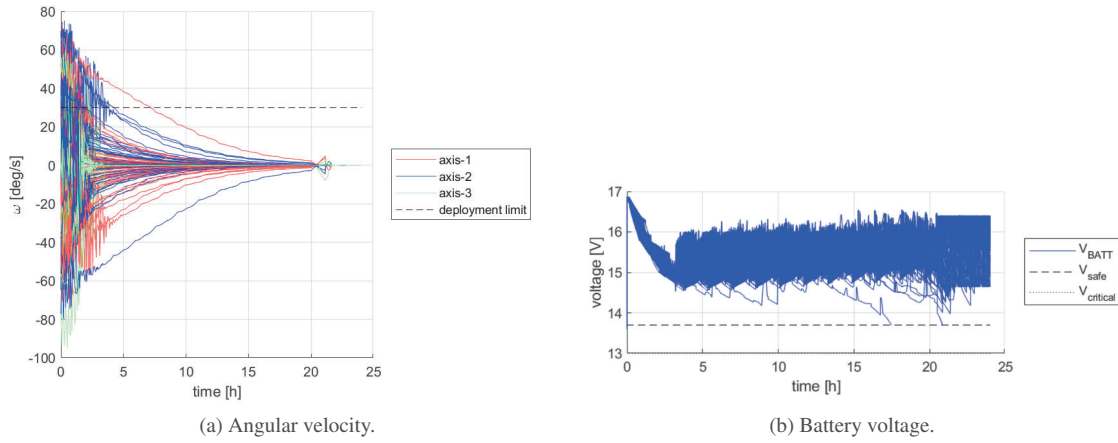 80
60
40
20
0
-20
-40
-60
-80
-100
ω [deg/s]
0 5 10 15 20 25
time [h]
axis-1
axis-2
axis-3
deployment limit
(a) Angular velocity.
17
16
15
14
13
voltage [V]
0 5 10 15 20 25
time [h]
V_BATT
V_safe
V_critical
(b) Battery voltage.